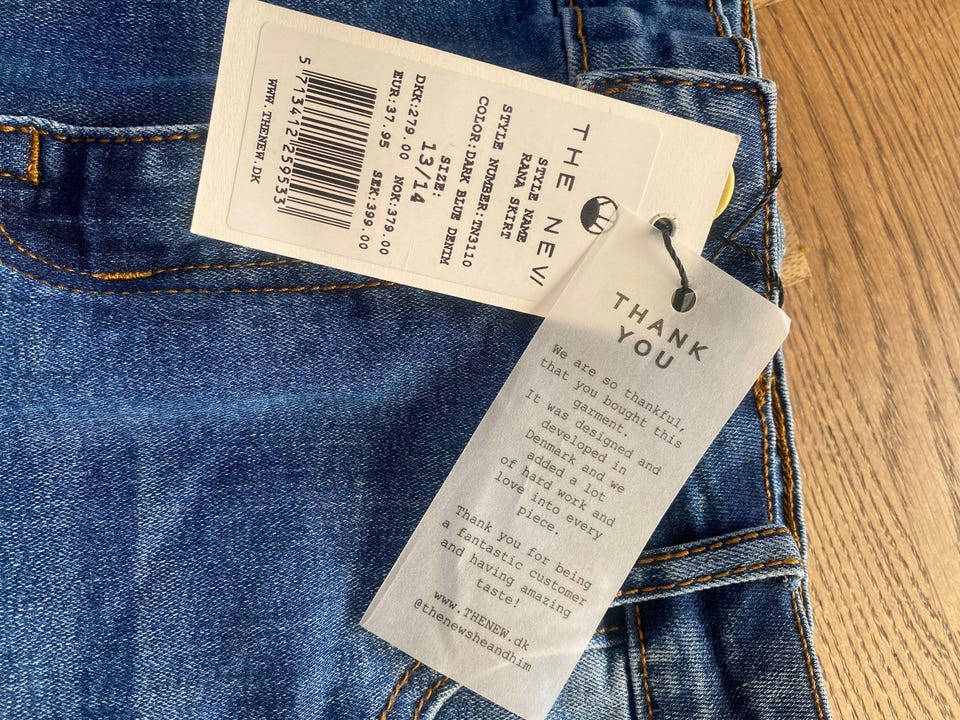 THE NEW
STYLE NAME
RANA SKIRT
STYLE NUMBER:TN3110
COLOR:DARK BLUE DENIM
SIZE:
13/14
DKK:279.00 NOK:379.00
EUR:37.95 SEK:399.00
5 713412 259533
WWW.THENEW.DK
THANK
YOU
We are so thankful,
that you bought this
garment.
It was designed and
developed in
Denmark and we
added a lot
of hard work and
love into every
piece.
Thank you for being
a fantastic customer
and having amazing
taste!
www.THENEW.dk
@thenewsheandhim